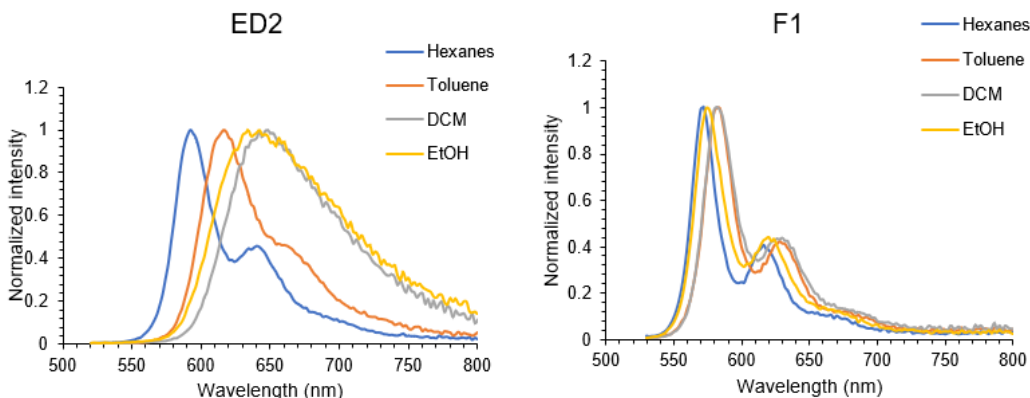 ED2
Hexanes
Toluene
DCM
EtOH
Normalized intensity
1.2
1
0.8
0.6
0.4
0.2
0
500 550 600 650 700 750 800
Wavelength (nm)
F1
Hexanes
Toluene
DCM
EtOH
Normalized intensity
1.2
1
0.8
0.6
0.4
0.2
0
500 550 600 650 700 750 800
Wavelength (nm)